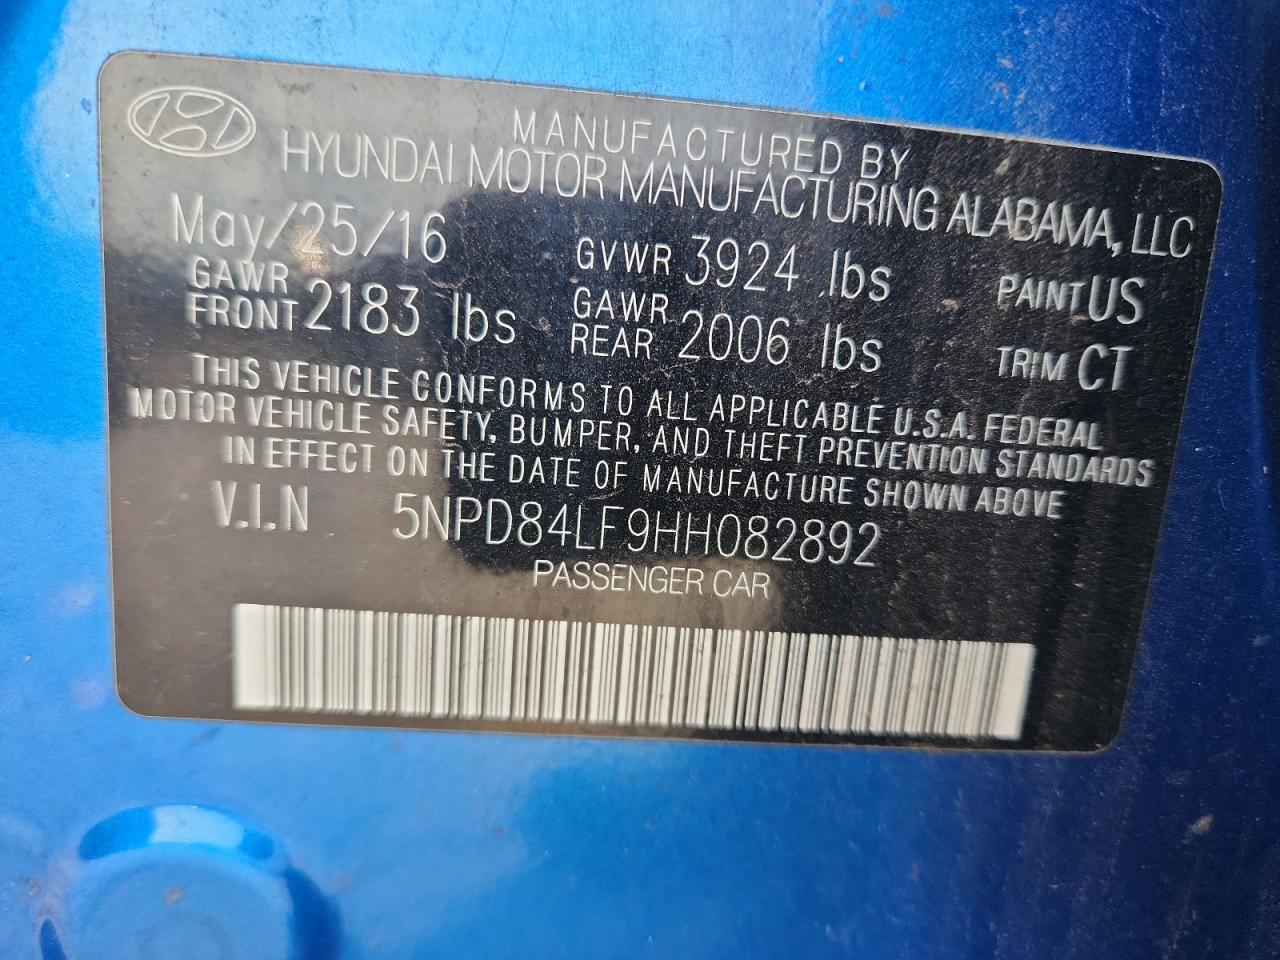 MANUFACTURED BY
HYUNDAI MOTOR MANUFACTURING ALABAMA, LLC
May/25/16 GVWR 3924 lbs PAINT US
GAWR FRONT 2183 lbs GAWR REAR 2006 lbs TRIM CT
THIS VEHICLE CONFORMS TO ALL APPLICABLE U.S.A. FEDERAL
MOTOR VEHICLE SAFETY, BUMPER, AND THEFT PREVENTION STANDARDS
IN EFFECT ON THE DATE OF MANUFACTURE SHOWN ABOVE
V.I.N 5NPD84LF9HH082892
PASSENGER CAR